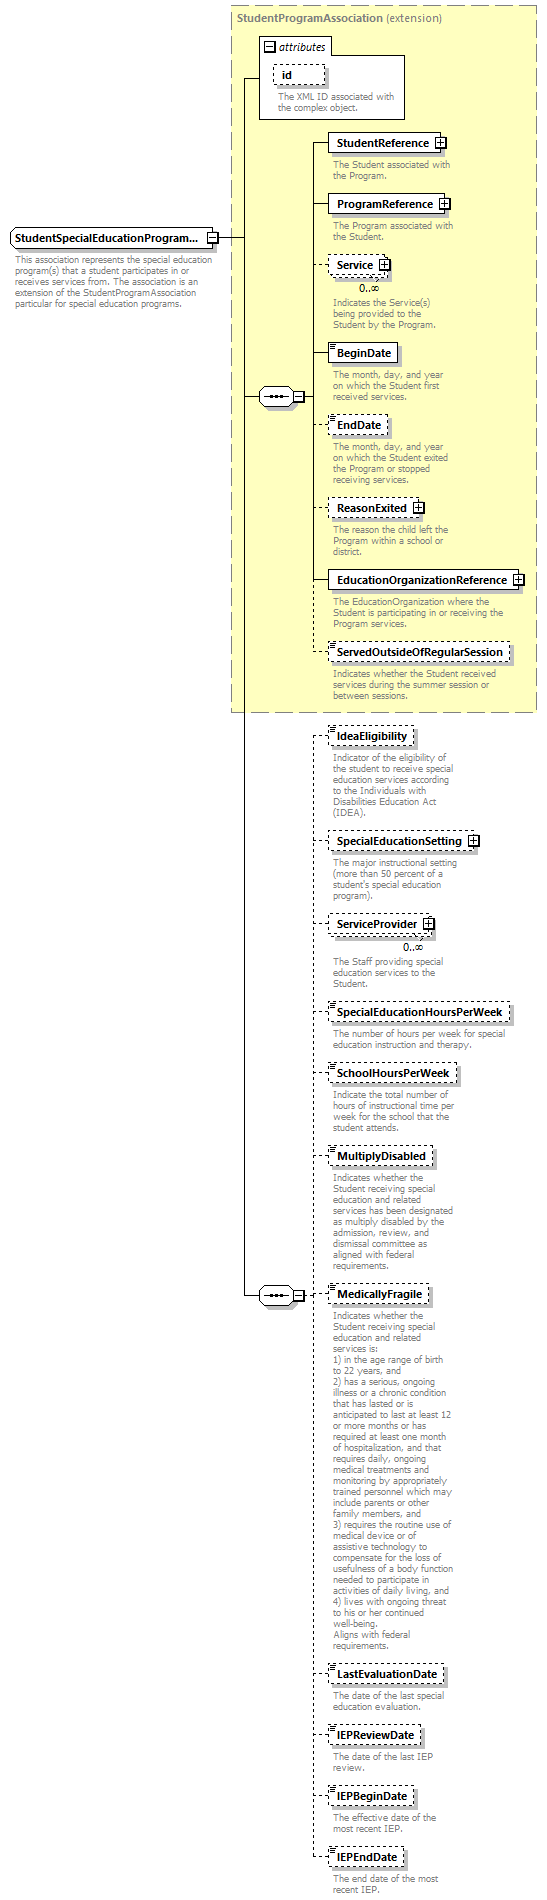 StudentProgramAssociation (extension)
attributes
id
The XML ID associated with
the complex object.
StudentReference
The Student associated with
the Program.
ProgramReference
The Program associated with
the Student.
StudentSpecialEducationProgram...
This association represents the special education
program(s) that a student participates in or
receives services from. The association is an
extension of the StudentProgramAssociation
particular for special education programs.
Service
0..∞
Indicates the Service(s)
being provided to the
Student by the Program.
BeginDate
The month, day, and year
on which the Student first
received services.
EndDate
The month, day, and year
on which the Student exited
the Program or stopped
receiving services.
ReasonExited
The reason the child left the
Program within a school or
district.
EducationOrganizationReference
The EducationOrganization where the
Student is participating in or receiving the
Program services.
ServedOutsideOfRegularSession
Indicates whether the Student received
services during the summer session or
between sessions.
IdeaEligibility
Indicator of the eligibility of
the student to receive special
education services according
to the Individuals with
Disabilities Education Act
(IDEA).
SpecialEducationSetting
The major instructional setting
(more than 50 percent of a
student's special education
program).
ServiceProvider
0..∞
The Staff providing special
education services to the
Student.
SpecialEducationHoursPerWeek
The number of hours per week for special
education instruction and therapy.
SchoolHoursPerWeek
Indicate the total number of
hours of instructional time per
week for the school that the
student attends.
MultiplyDisabled
Indicates whether the
Student receiving special
education and related
services has been designated
as multiply disabled by the
admission, review, and
dismissal committee as
aligned with federal
requirements.
MedicallyFragile
Indicates whether the
Student receiving special
education and related
services is:
1) in the age range of birth
to 22 years, and
2) has a serious, ongoing
illness or a chronic condition
that has lasted or is
anticipated to last at least 12
or more months or has
required at least one month
of hospitalization, and that
requires daily, ongoing
medical treatments and
monitoring by appropriately
trained personnel which may
include parents or other
family members, and
3) requires the routine use of
medical device or of
assistive technology to
compensate for the loss of
usefulness of a body function
needed to participate in
activities of daily living, and
4) lives with ongoing threat
to his or her continued
well-being.
Aligns with federal
requirements.
LastEvaluationDate
The date of the last special
education evaluation.
IEPReviewDate
The date of the last IEP
review.
IEPBeginDate
The effective date of the
most recent IEP.
IEPEndDate
The end date of the most
recent IEP.